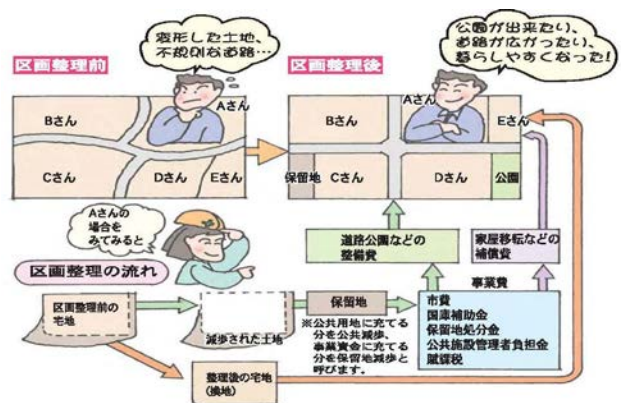 変形した土地、
不規則な道路…
公園が出来たり、
道路が広がったり、
暮らしやすくなった!
区画整理前
区画整理後
Aさん
Bさん
Cさん
Dさん
Eさん
Aさん
Bさん
Eさん
保留地
Cさん
Dさん
公園
Aさんの
場合を
みてみると
区画整理の流れ
道路公園などの
整備費
家屋移転などの
補償費
事業費
区画整理前の
宅地
減歩された土地
保留地
※公共用地に充てる
分を公共減歩、
事業資金に充てる
分を保留地減歩と
呼びます。
市費
国庫補助金
保留地処分金
公共施設管理者負担金
賦課税
整理後の宅地
(換地)